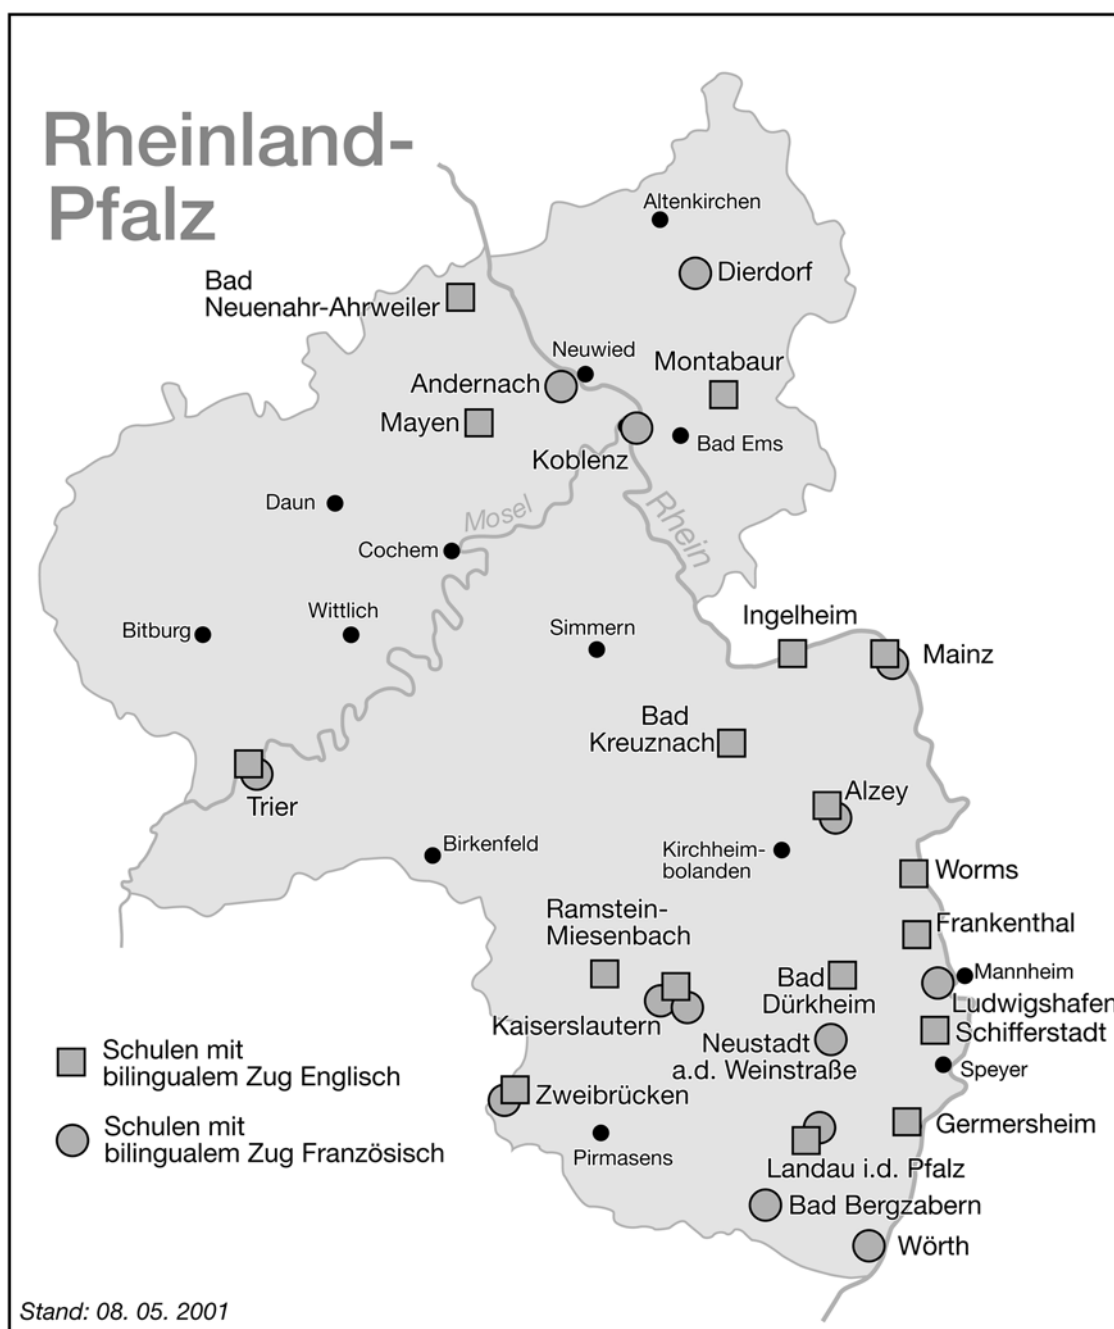 Rheinland-
Pfalz
Altenkirchen
Dierdorf
Bad
Neuenahr-Ahrweiler
Neuwied
Montabaur
Andernach
Mayen
Bad Ems
Koblenz
Daun
Mosel
Rhein
Cochem
Ingelheim
Wittlich
Simmern
Bitburg
Mainz
Bad
Kreuznach
Alzey
Trier
Birkenfeld
Kirchheim-
bolanden
Worms
Ramstein-
Miesenbach
Frankenthal
Mannheim
Bad
Dürkheim
Ludwigshafen
Kaiserslautern
Schifferstadt
Neustadt
a.d. Weinstraße
Speyer
Schulen mit
bilingualem Zug Englisch
Zweibrücken
Germersheim
Schulen mit
bilingualem Zug Französisch
Pirmasens
Landau i.d. Pfalz
Bad Bergzabern
Wörth
Stand: 08. 05. 2001